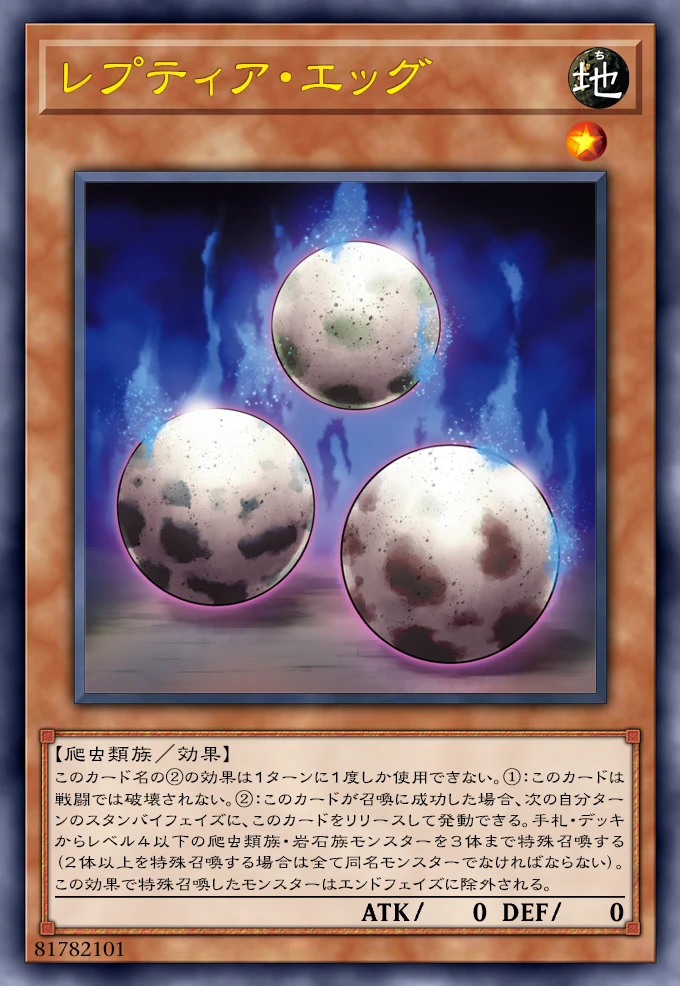 レプティア・エッグ
ち
地
【爬虫類族／効果】
このカード名の②の効果は１ターンに１度しか使用できない。①：このカードは
戦闘では破壊されない。②：このカードが召喚に成功した場合、次の自分ター
ンのスタンバイフェイズに、このカードをリリースして発動できる。手札・デッキ
からレベル４以下の爬虫類族・岩石族モンスターを３体まで特殊召喚する
（２体以上を特殊召喚する場合は全て同名モンスターでなければならない）。
この効果で特殊召喚したモンスターはエンドフェイズに除外される。
ATK/ 0 DEF/ 0
81782101